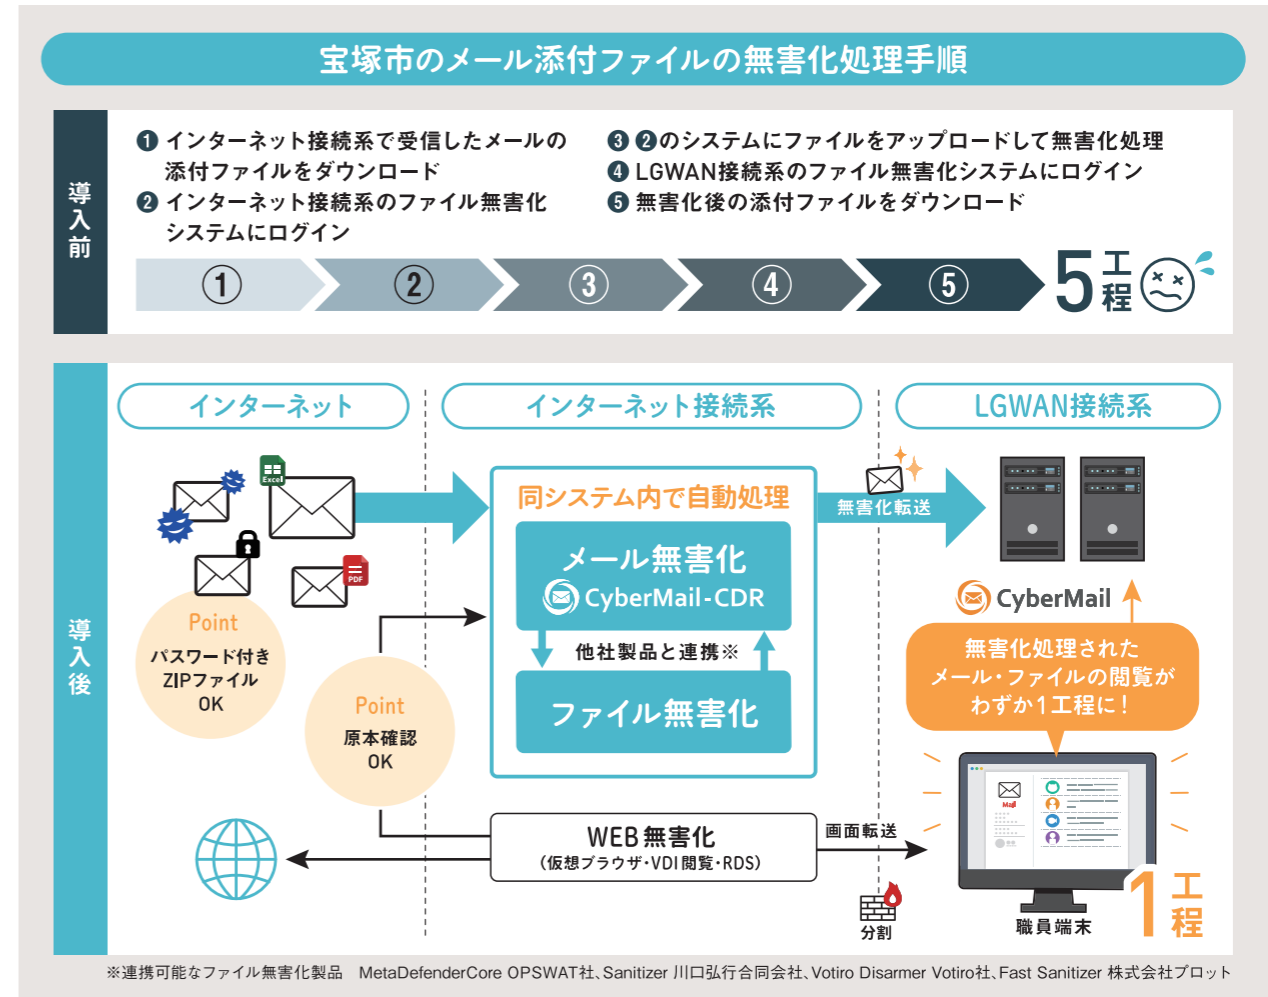 宝塚市のメール添付ファイルの無害化処理手順
導入前
❶ インターネット接続系で受信したメールの
添付ファイルをダウンロード
❷ インターネット接続系のファイル無害化
システムにログイン
❸ ❷のシステムにファイルをアップロードして無害化処理
❹ LGWAN接続系のファイル無害化システムにログイン
❺ 無害化後の添付ファイルをダウンロード
① ② ③ ④ ⑤
5工程
導入後
インターネット
インターネット接続系
LGWAN接続系
Excel
PDF
Point
パスワード付き
ZIPファイル
OK
Point
原本確認
OK
同システム内で自動処理
メール無害化
CyberMail-CDR
他社製品と連携※
ファイル無害化
無害化転送
CyberMail
無害化処理された
メール・ファイルの閲覧が
わずか1工程に!
WEB無害化
(仮想ブラウザ・VDI閲覧・RDS)
画面転送
分割
Mail
職員端末
1工程
※連携可能なファイル無害化製品 MetaDefenderCore OPSWAT社、Sanitizer 川口弘行合同会社、Votiro Disarmer Votiro社、Fast Sanitizer 株式会社プロット